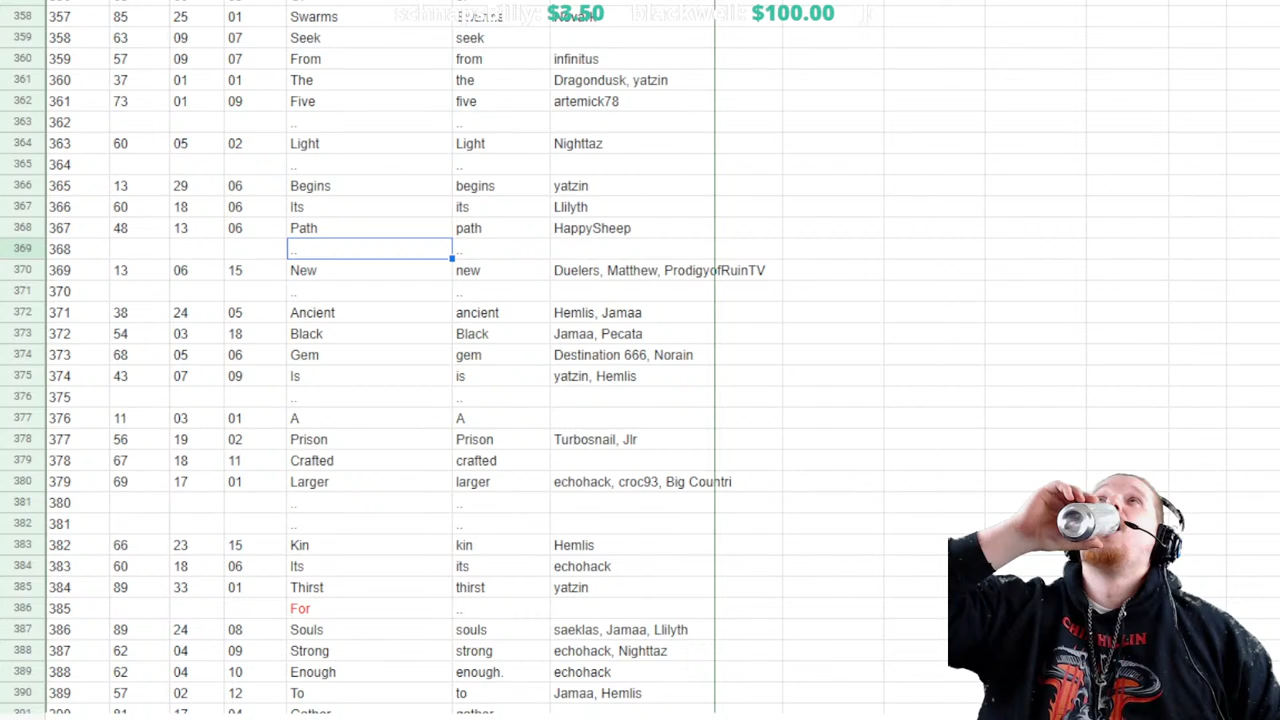 $3.50 $100.00
358 357 85 25 01 Swarms
359 358 63 09 07 Seek seek
360 359 57 09 07 From from infinitus
361 360 37 01 01 The the Dragondusk, yatzin
362 361 73 01 09 Five five artemick78
363 362 .. ..
364 363 60 05 02 Light Light Nighttaz
365 364 .. ..
366 365 13 29 06 Begins begins yatzin
367 366 60 18 06 Its its Llilyth
368 367 48 13 06 Path path HappySheep
369 368 .. ..
370 369 13 06 15 New new Duelers, Matthew, ProdigyofRuinTV
371 370 .. ..
372 371 38 24 05 Ancient ancient Hemlis, Jamaa
373 372 54 03 18 Black Black Jamaa, Pecata
374 373 68 05 06 Gem gem Destination 666, Norain
375 374 43 07 09 Is is yatzin, Hemlis
376 375 .. ..
377 376 11 03 01 A A
378 377 56 19 02 Prison Prison Turbosnail, Jlr
379 378 67 18 11 Crafted crafted
380 379 69 17 01 Larger larger echohack, croc93, Big Countri
381 380 .. ..
382 381 .. ..
383 382 66 23 15 Kin kin Hemlis
384 383 60 18 06 Its its echohack
385 384 89 33 01 Thirst thirst yatzin
386 385 For ..
387 386 89 24 08 Souls souls saeklas, Jamaa, Llilyth
388 387 62 04 09 Strong strong echohack, Nighttaz
389 388 62 04 10 Enough enough. echohack
390 389 57 02 12 To to Jamaa, Hemlis